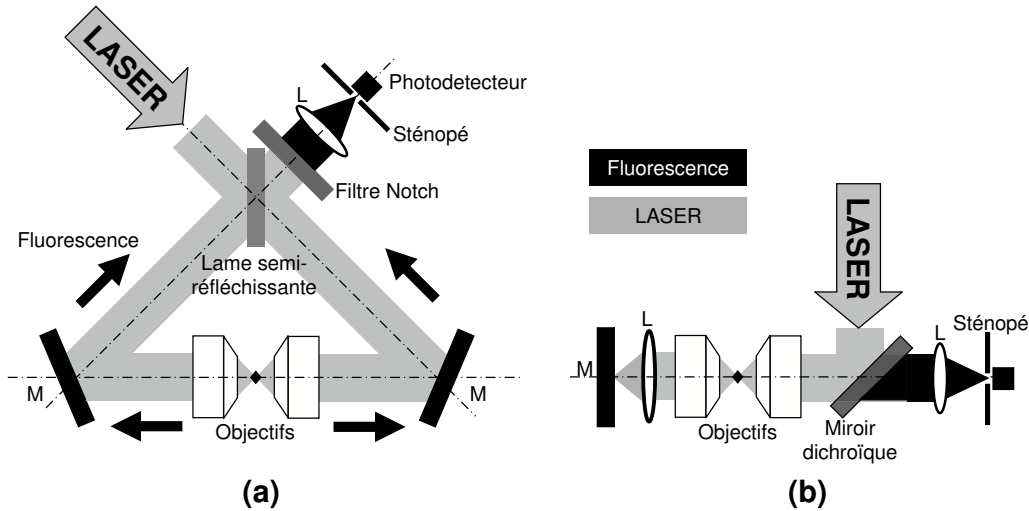 LASER
L
Photodetecteur
Sténopé
Filtre Notch
Fluorescence
Lame semi-
réfléchissante
M
M
Objectifs
(a)
Fluorescence
LASER
LASER
L
L
Sténopé
M
Objectifs
Miroir
dichroïque
(b)